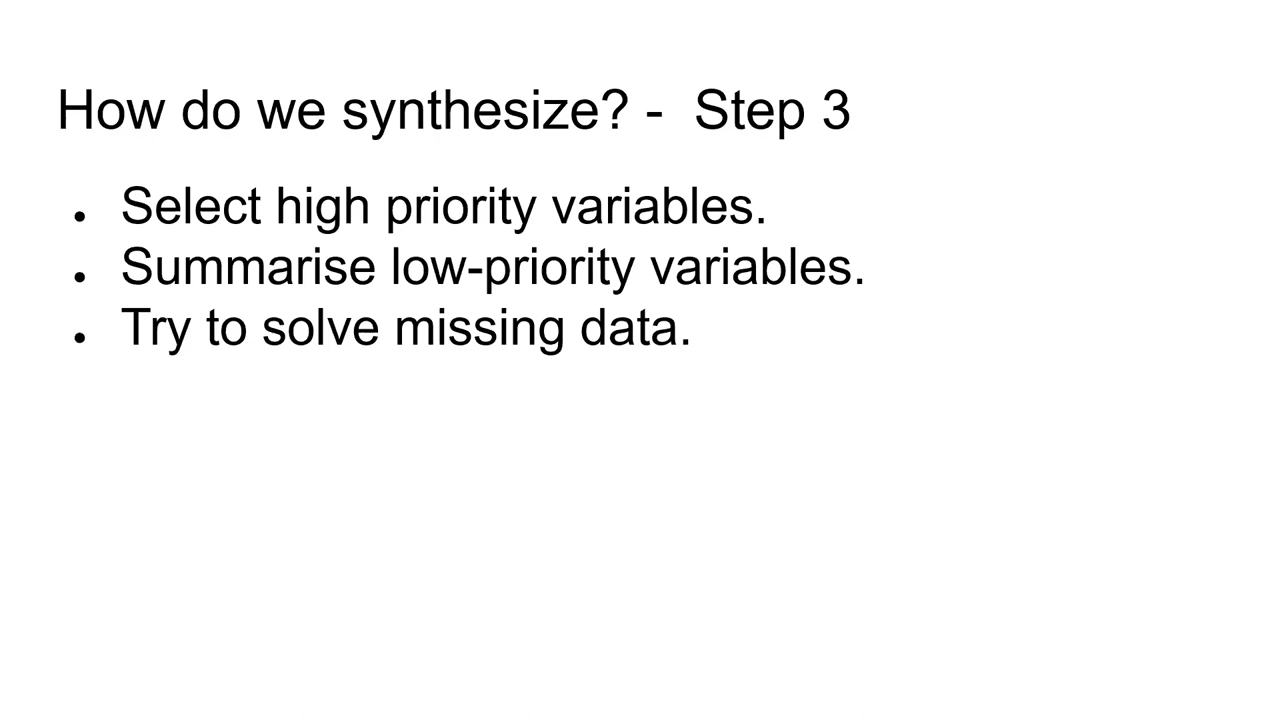 How do we synthesize? -  Step 3
● Select high priority variables.
● Summarise low-priority variables.
● Try to solve missing data.